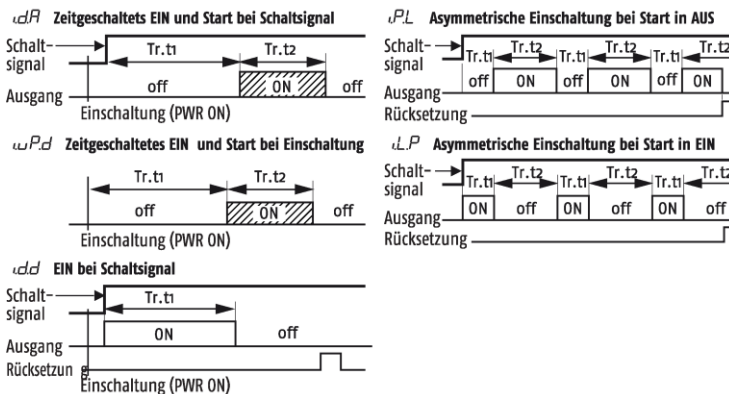 ıd.A Zeitgeschaltets EIN und Start bei Schaltsignal
Schalt-
signal
Tr.t1 Tr.t2
off ON off
Ausgang
Einschaltung (PWR ON)
ıuP.d Zeitgeschaltetes EIN und Start bei Einschaltung
Tr.t1 Tr.t2
off ON off
Einschaltung (PWR ON)
ıd.d EIN bei Schaltsignal
Schalt-
signal
Tr.t1
ON off
Ausgang
Rücksetzun g
Einschaltung (PWR ON)
ıP.L Asymmetrische Einschaltung bei Start in AUS
Schalt-
signal
Tr.t1 Tr.t2 Tr.t1 Tr.t2 Tr.t1 Tr.t2
off ON off ON off ON
Ausgang
Rücksetzung
ıL.P Asymmetrische Einschaltung bei Start in EIN
Schalt-
signal
Tr.t1 Tr.t2 Tr.t1 Tr.t2 Tr.t1 Tr.t2
ON off ON off ON off
Ausgang
Rücksetzung